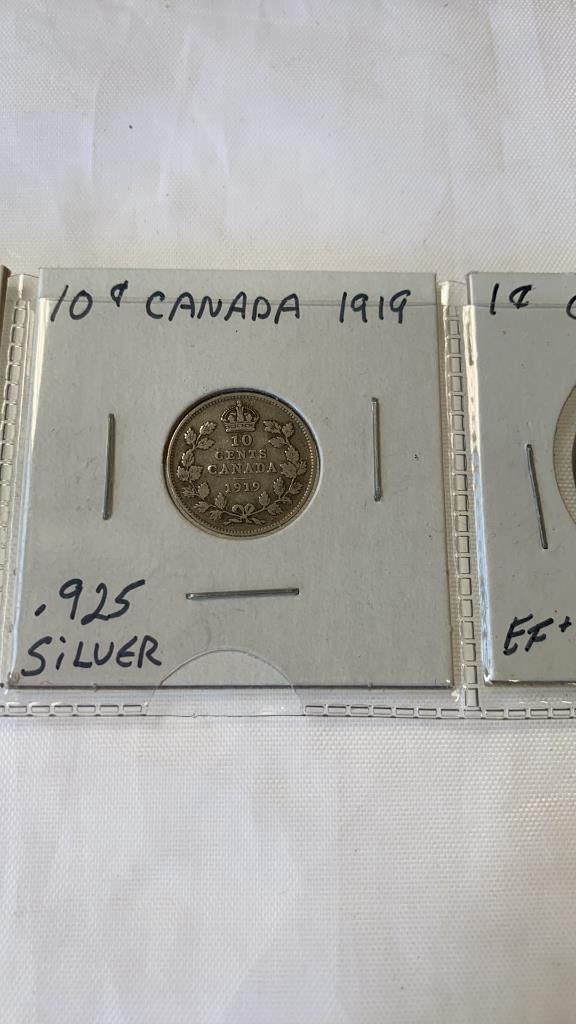 10¢ CANADA 1919
10
CENTS
CANADA
1919
.925
SILVER
1¢
EF+